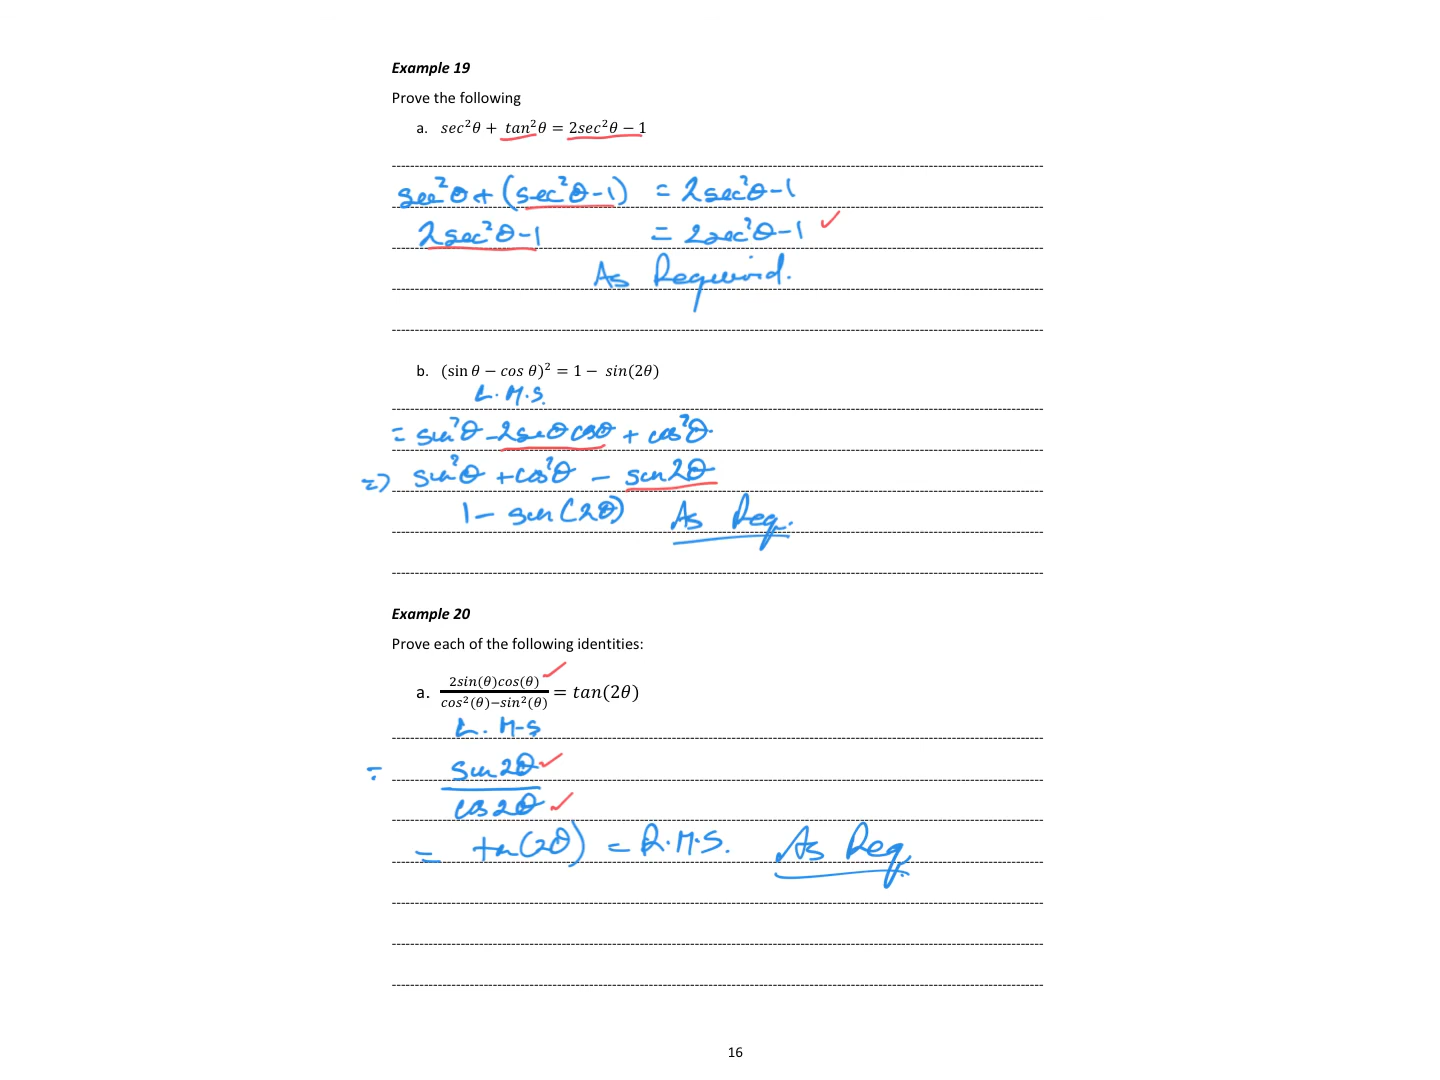 Example 19
Prove the following
a. sec²θ + tan²θ = 2sec²θ − 1
sec²θ + (sec²θ-1) = 2sec²θ-1
2sec²θ-1 = 2sec²θ-1 ✓
As Required.
b. (sin θ − cos θ)² = 1 − sin(2θ)
L.H.S.
= sin²θ - 2sinθcosθ + cos²θ.
=> sin²θ + cos²θ - sin2θ
1 - sin(2θ) As Req.
Example 20
Prove each of the following identities:
a. 2sin(θ)cos(θ) / cos²(θ)−sin²(θ) = tan(2θ) ✓
L.H.S
= sin2θ ✓
cos2θ ✓
= tan(2θ) = R.H.S. As Req.
16